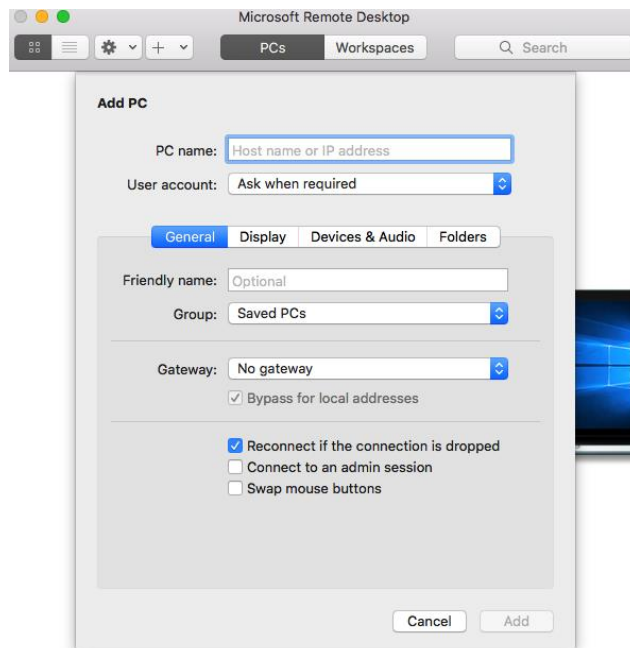 Microsoft Remote Desktop
PCs Workspaces Search
Add PC
PC name: Host name or IP address
User account: Ask when required
General Display Devices & Audio Folders
Friendly name: Optional
Group: Saved PCs
Gateway: No gateway
Bypass for local addresses
Reconnect if the connection is dropped
Connect to an admin session
Swap mouse buttons
Cancel Add